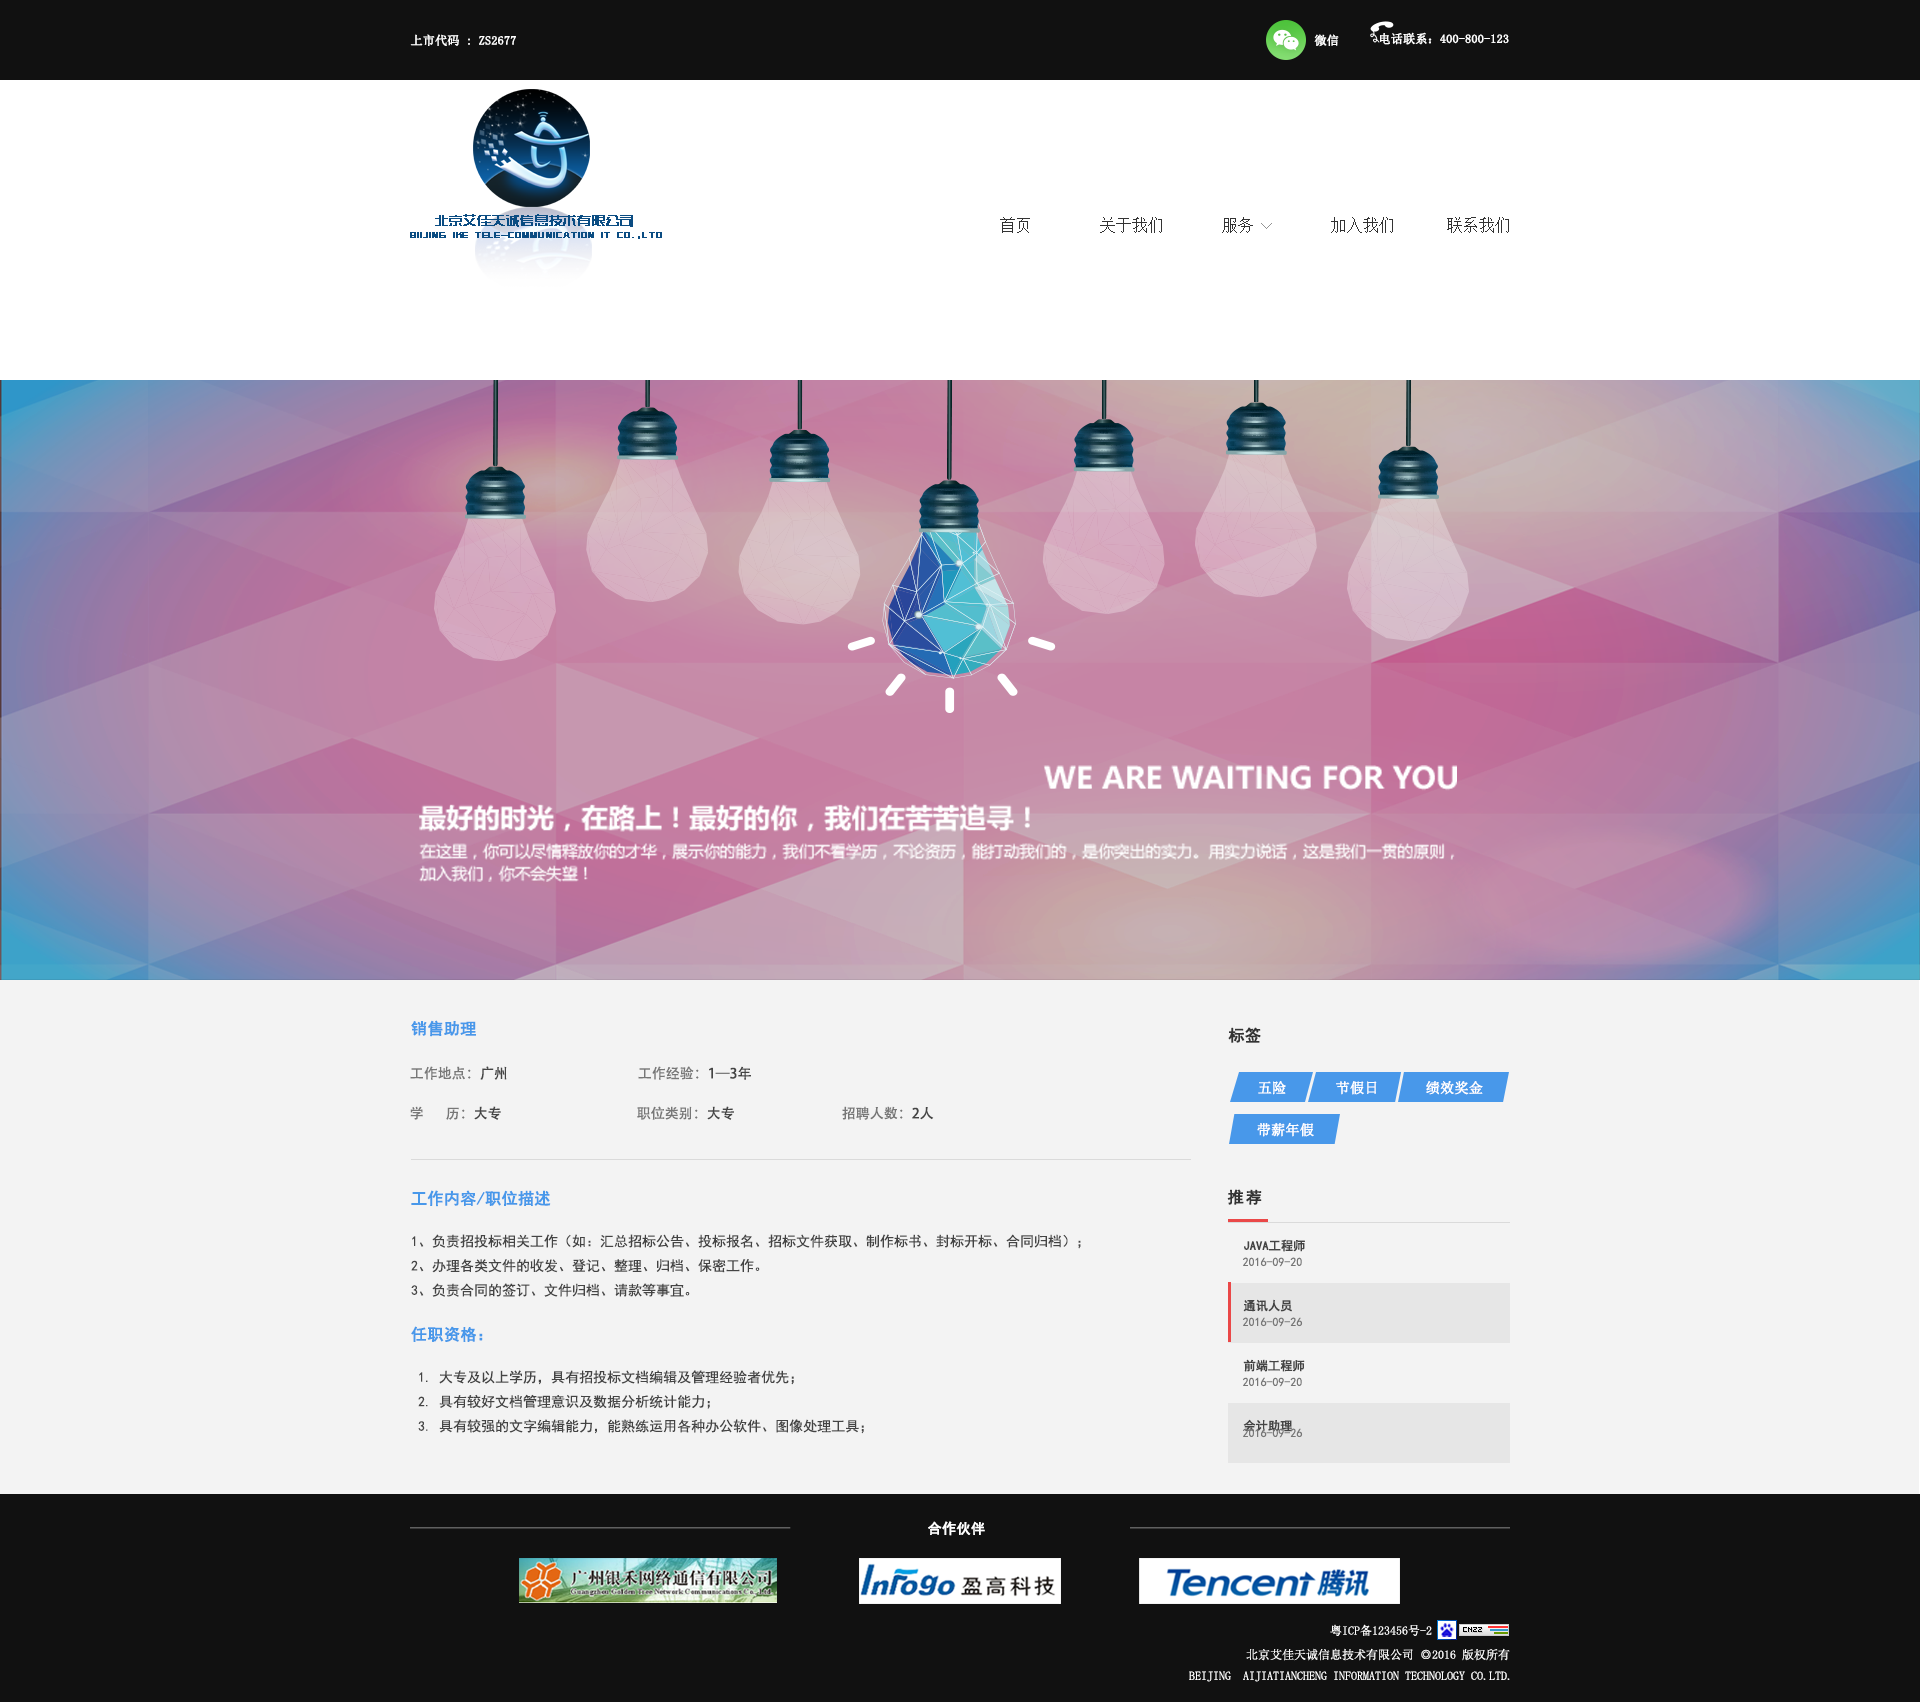 上市代码 : ZS2677
微信
电话联系: 400-800-123
北京艾佳天诚信息技术有限公司
BIIJING IHE TELE-COMMUNICATION IT CO.,LTD
首页 关于我们 服务 加入我们 联系我们
WE ARE WAITING FOR YOU
最好的时光，在路上！最好的你，我们在苦苦追寻！
在这里，你可以尽情释放你的才华，展示你的能力，我们不看学历，不论资历，能打动我们的，是你突出的实力。用实力说话，这是我们一贯的原则，
加入我们，你不会失望！
销售助理
工作地点: 广州 工作经验: 1—3年
学 历: 大专 职位类别: 大专 招聘人数: 2人
工作内容/职位描述
1、负责招投标相关工作（如: 汇总招标公告、投标报名、招标文件获取、制作标书、封标开标、合同归档）;
2、办理各类文件的收发、登记、整理、归档、保密工作。
3、负责合同的签订、文件归档、请款等事宜。
任职资格:
1. 大专及以上学历, 具有招投标文档编辑及管理经验者优先;
2. 具有较好文档管理意识及数据分析统计能力;
3. 具有较强的文字编辑能力, 能熟练运用各种办公软件、图像处理工具;
标签
五险 节假日 绩效奖金
带薪年假
推荐
JAVA工程师
2016-09-20
通讯人员
2016-09-26
前端工程师
2016-09-20
会计助理
2016-09-26
合作伙伴
广州银禾网络通信有限公司
Guangzhou Golden Tree Network Communications Co., Ltd.
Infogo 盈高科技
Tencent 腾讯
粤ICP备123456号-2
CNZZ
北京艾佳天诚信息技术有限公司 ©2016 版权所有
BEIJING AIJIATIANCHENG INFORMATION TECHNOLOGY CO.LTD.